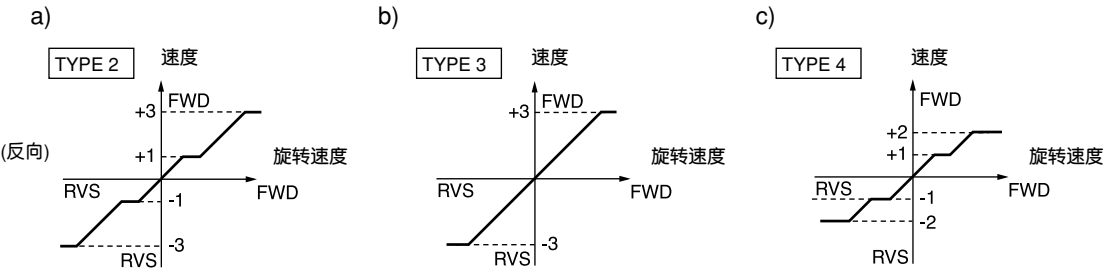 a)
TYPE 2
速度
FWD
+3
+1
(反向)
旋转速度
RVS
FWD
-1
-3
RVS
b)
TYPE 3
速度
FWD
+3
旋转速度
RVS
FWD
-3
RVS
c)
TYPE 4
速度
FWD
+2
+1
旋转速度
RVS
FWD
-1
-2
RVS